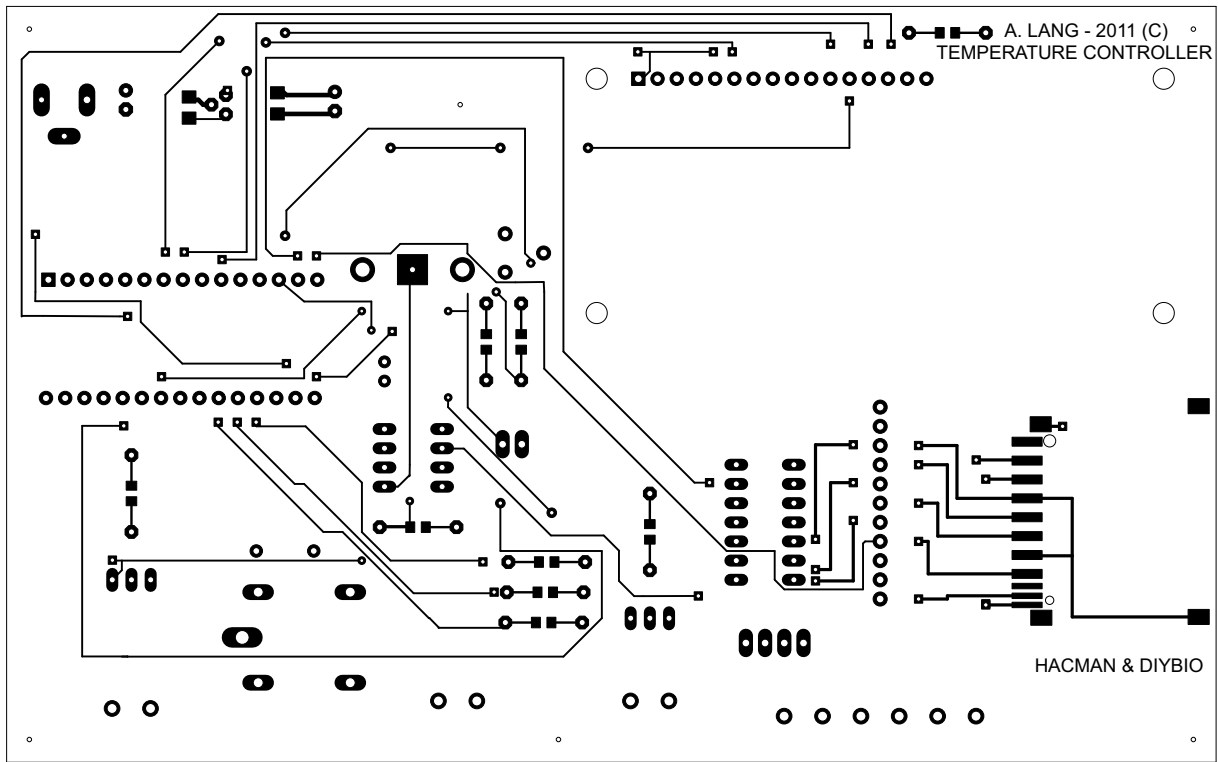 A. LANG - 2011 (C)
TEMPERATURE CONTROLLER
HACMAN & DIYBIO